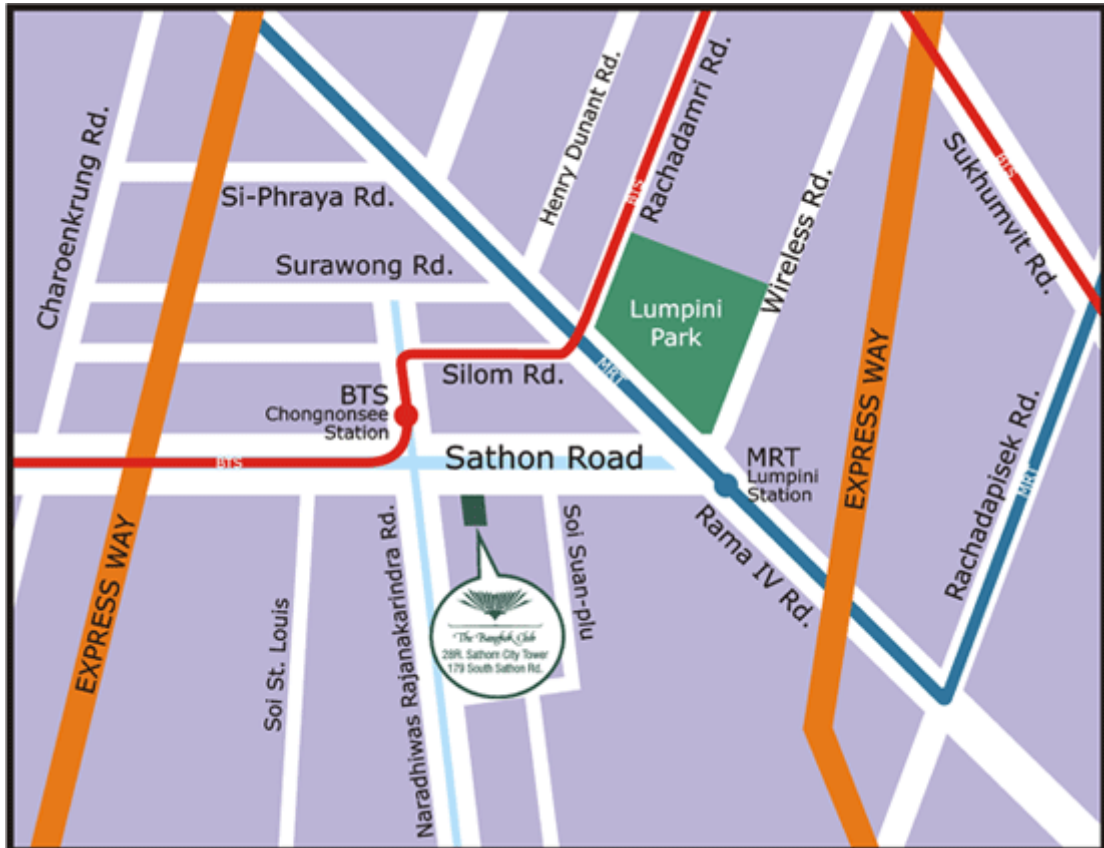 Charoenkrung Rd.
Si-Phraya Rd.
Surawong Rd.
Henry Dunant Rd.
Rachadamri Rd.
BTS
Wireless Rd.
Sukhumvit Rd.
BTS
Lumpini
Park
MRT
Silom Rd.
BTS
Chongnonsee
Station
BTS
Sathon Road
MRT
Lumpini
Station
EXPRESS WAY
Rachadapisek Rd.
MRT
Rama IV Rd.
EXPRESS WAY
Soi St. Louis
Naradhiwas Rajanakarindra Rd.
Soi Suan-plu
The Bangkok Club
28R. Sathorn City Tower
179 South Sathon Rd.